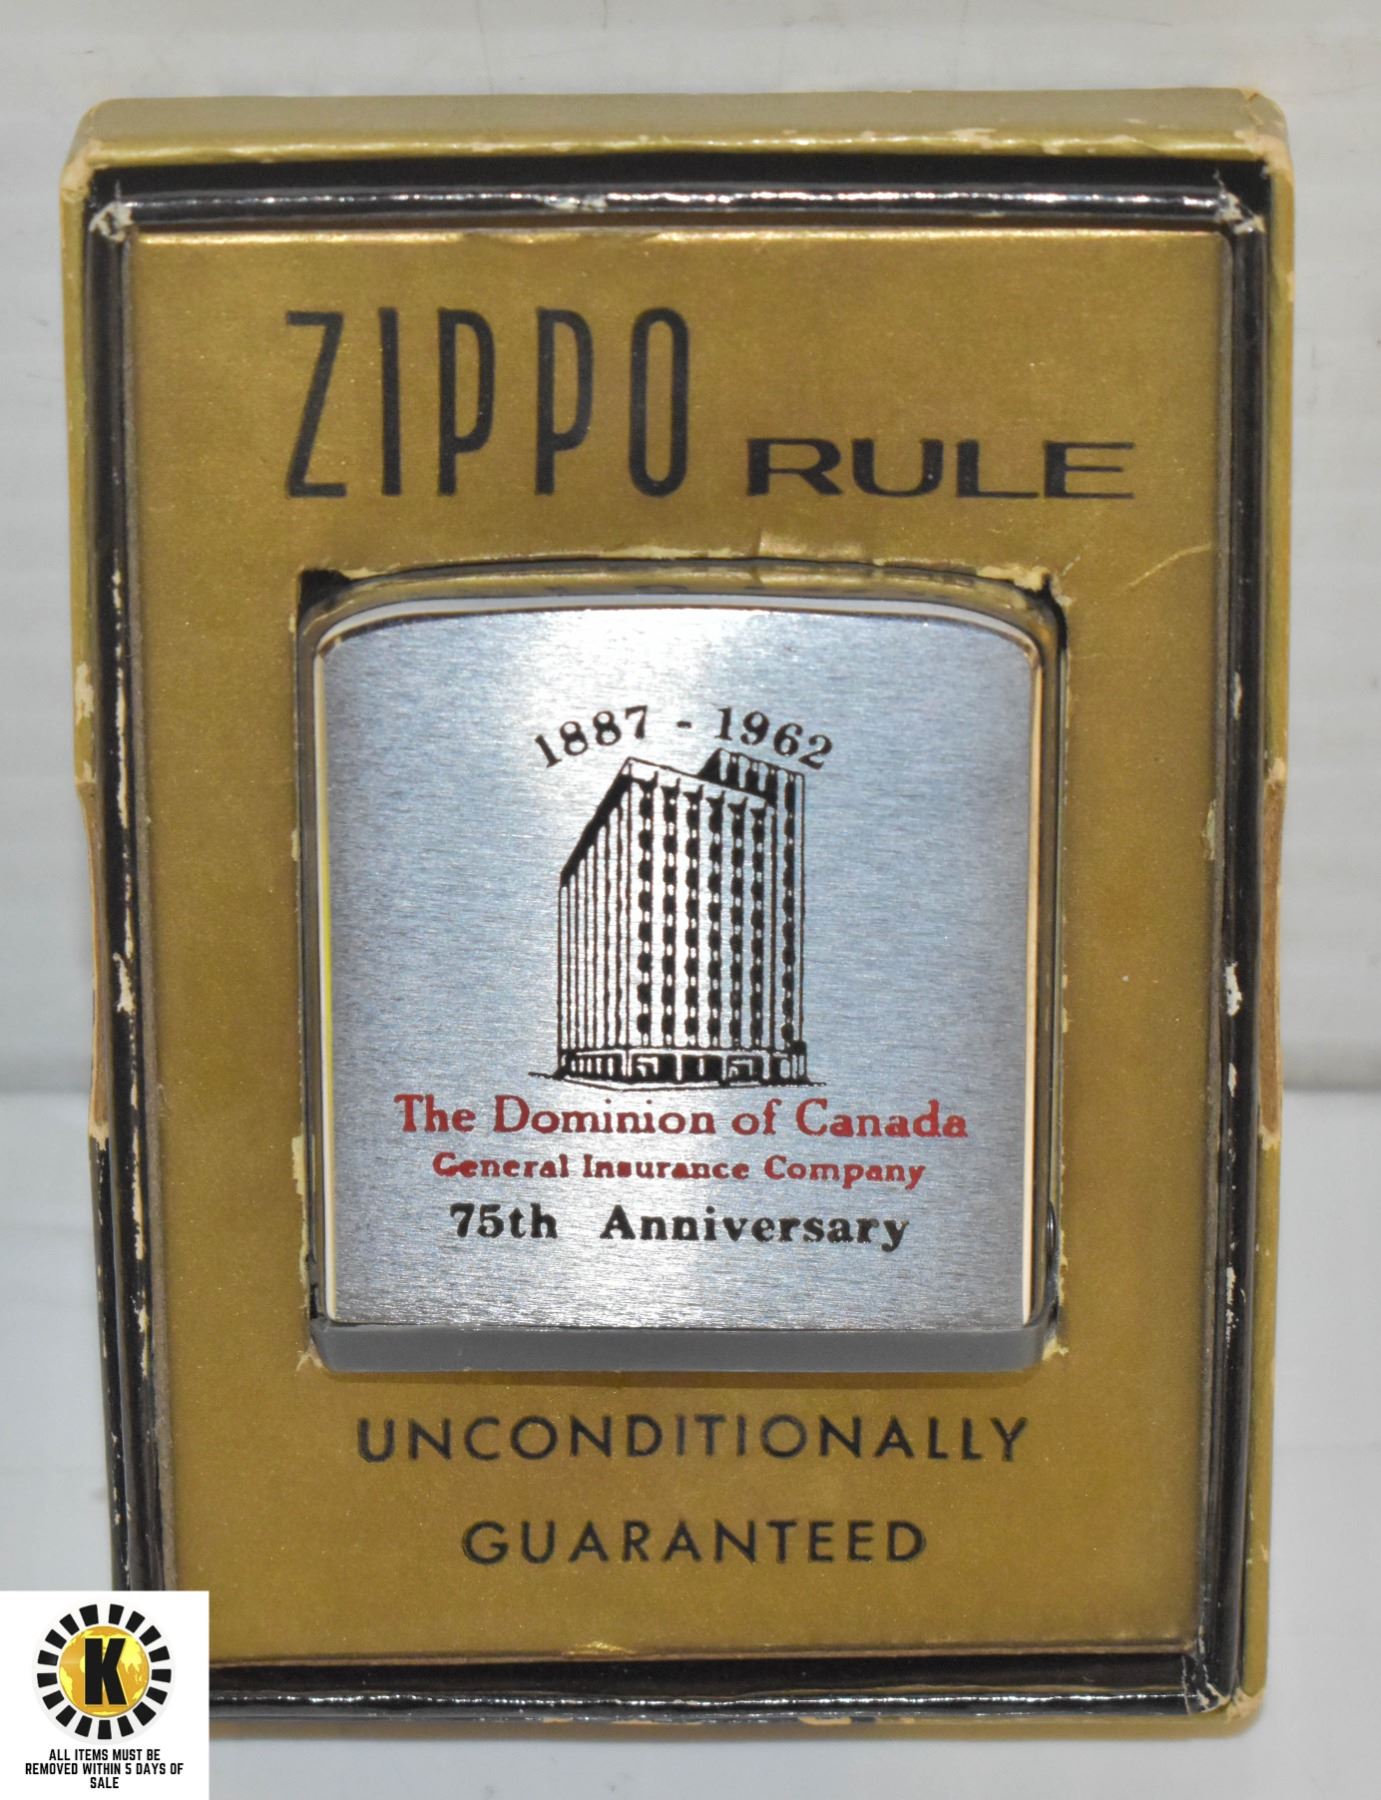 ZIPPO RULE
1887 - 1962
The Dominion of Canada
General Insurance Company
75th Anniversary
UNCONDITIONALLY
GUARANTEED
K
ALL ITEMS MUST BE
REMOVED WITHIN 5 DAYS OF
SALE